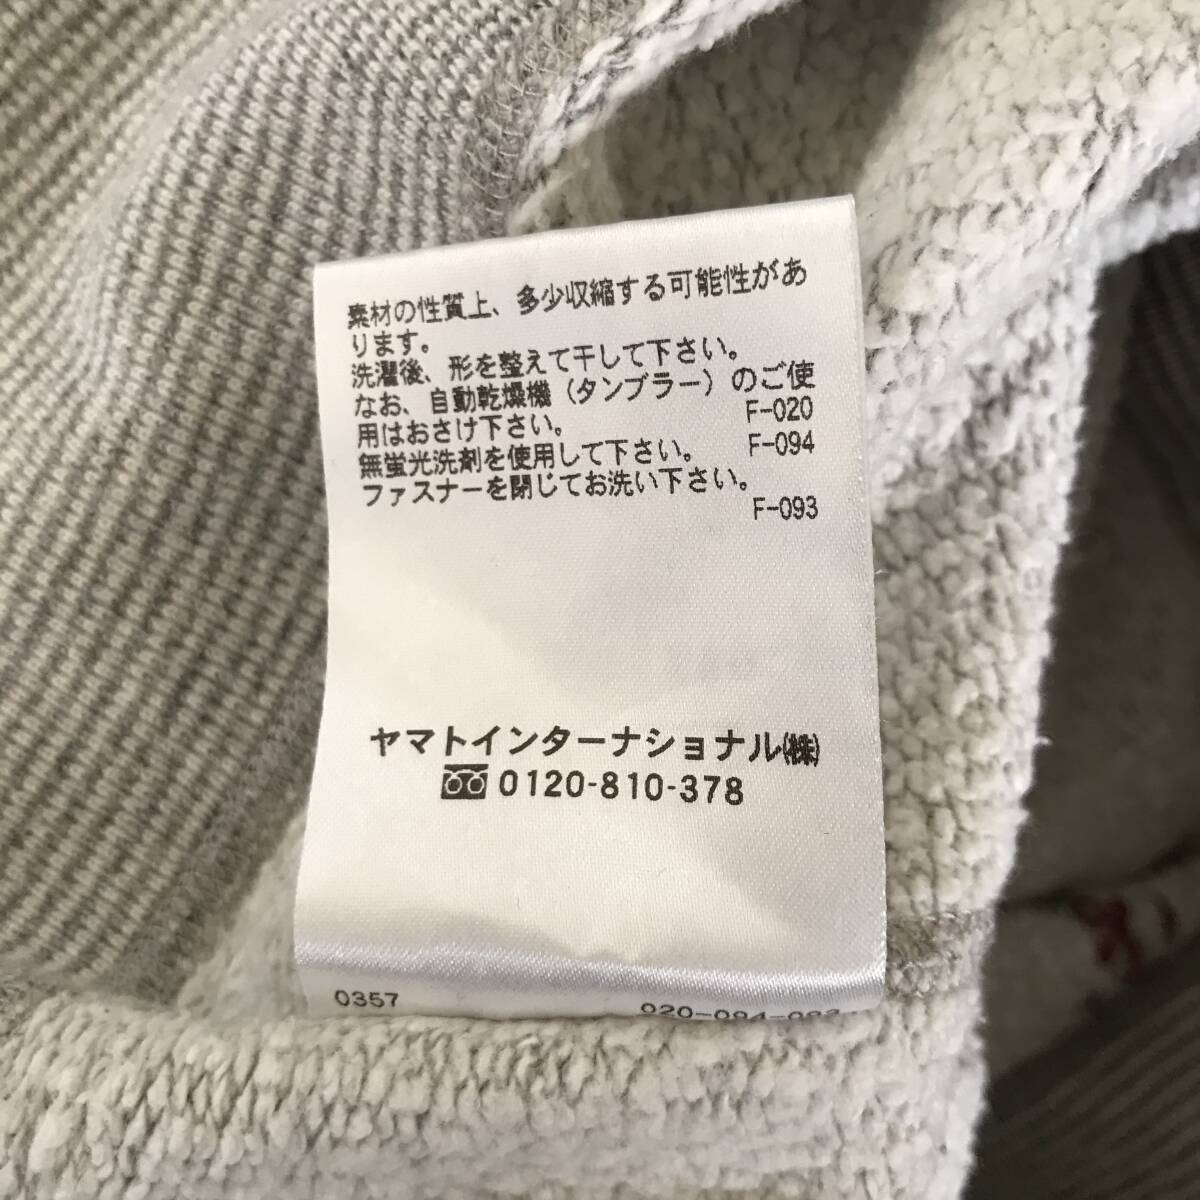 素材の性質上、多少収縮する可能性があ
ります。
洗濯後、形を整えて干して下さい。
なお、自動乾燥機（タンブラー）のご使
用はおさけ下さい。 F-020
無蛍光洗剤を使用して下さい。 F-094
ファスナーを閉じてお洗い下さい。
F-093
ヤマトインターナショナル㈱
0120-810-378
0357 020-094-093